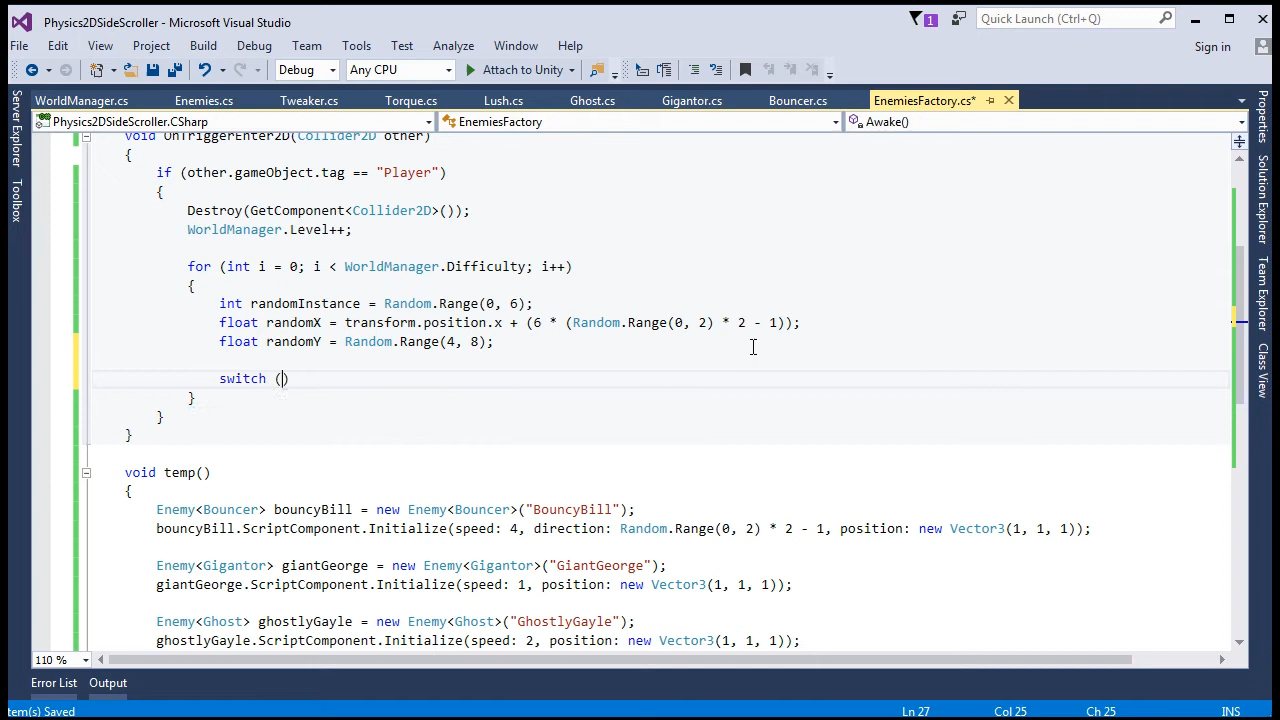 Physics2DSideScroller - Microsoft Visual Studio
1
Quick Launch (Ctrl+Q)
File Edit View Project Build Debug Team Tools Test Analyze Window Help
Sign in
Debug Any CPU Attach to Unity
WorldManager.cs Enemies.cs Tweaker.cs Torque.cs Lush.cs Ghost.cs Gigantor.cs Bouncer.cs EnemiesFactory.cs*
Physics2DSideScroller.CSharp EnemiesFactory Awake()
Server Explorer
Toolbox
Properties
Solution Explorer
Team Explorer
Class View
void OnTriggerEnter2D(Collider2D other)
{
if (other.gameObject.tag == "Player")
{
Destroy(GetComponent<Collider2D>());
WorldManager.Level++;
for (int i = 0; i < WorldManager.Difficulty; i++)
{
int randomInstance = Random.Range(0, 6);
float randomX = transform.position.x + (6 * (Random.Range(0, 2) * 2 - 1));
float randomY = Random.Range(4, 8);
switch ()
}
}
}
void temp()
{
Enemy<Bouncer> bouncyBill = new Enemy<Bouncer>("BouncyBill");
bouncyBill.ScriptComponent.Initialize(speed: 4, direction: Random.Range(0, 2) * 2 - 1, position: new Vector3(1, 1, 1));
Enemy<Gigantor> giantGeorge = new Enemy<Gigantor>("GiantGeorge");
giantGeorge.ScriptComponent.Initialize(speed: 1, position: new Vector3(1, 1, 1));
Enemy<Ghost> ghostlyGayle = new Enemy<Ghost>("GhostlyGayle");
ghostlyGayle.ScriptComponent.Initialize(speed: 2, position: new Vector3(1, 1, 1));
110 %
Error List Output
tem(s) Saved Ln 27 Col 25 Ch 25 INS